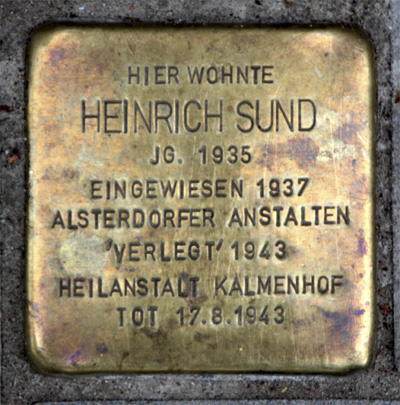 HIER WOHNTE
HEINRICH SUND
JG. 1935
EINGEWIESEN 1937
ALSTERDORFER ANSTALTEN
'VERLEGT' 1943
HEILANSTALT KALMENHOF
TOT 17.8.1943